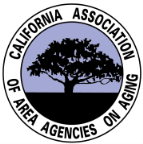 CALIFORNIA ASSOCIATION
OF AREA AGENCIES ON AGING